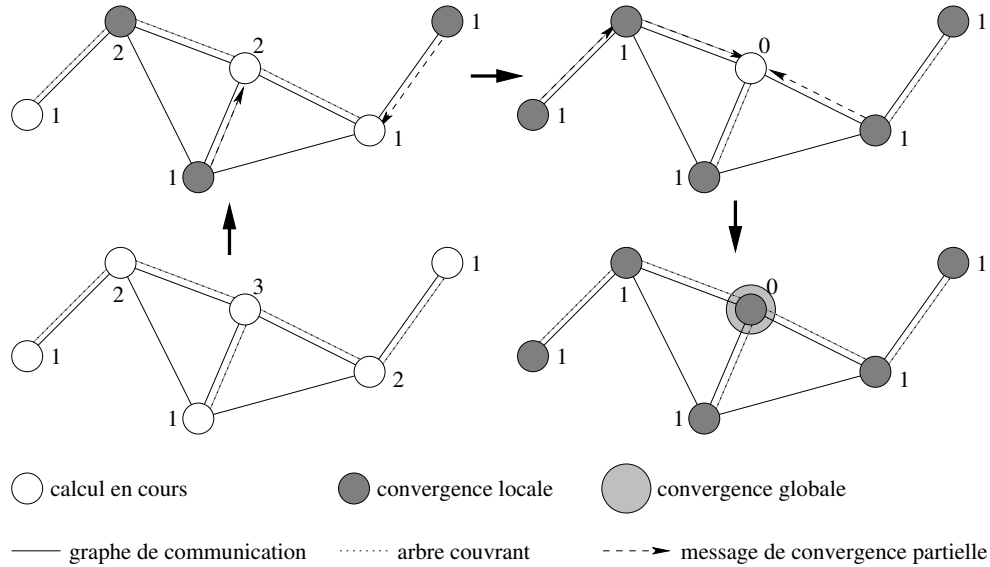 1 2 2 1 1 1
1 1 0 1 1 1
1 2 3 1 2 1
1 1 0 1 1 1
calcul en cours
convergence locale
convergence globale
graphe de communication
arbre couvrant
message de convergence partielle